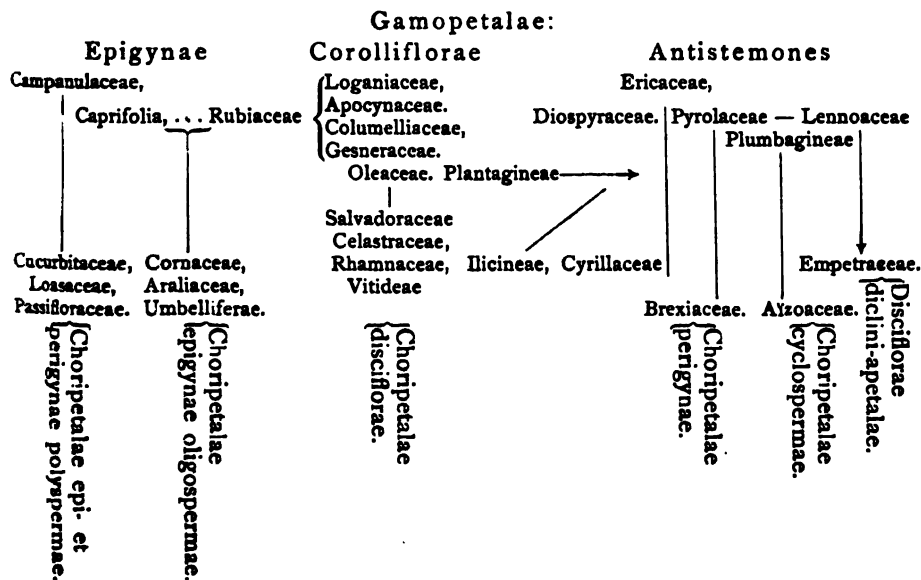 Gamopetalae:
Epigynae Corolliflorae Antistemones
Campanulaceae, Loganiaceae, Ericaceae,
Apocynaceae.
Caprifolia, ... Rubiaceae Columelliaceae, Diospyraceae. Pyrolaceae — Lennoaceae
Gesneraceae. Plumbagineae
Oleaceae. Plantagineae
Salvadoraceae
Celastraceae,
Cucurbitaceae, Cornaceae, Rhamnaceae, Ilicineae, Cyrillaceae Empetraceae.
Loasaceae, Araliaceae, Vitideae
Passifloraceae. Umbelliferae. Brexiaceae. Aïzoaceae.
Choripetalae epi- et
perigynae polyspermae.
Choripetalae
epigynae oligospermae.
Choripetalae
disciflorae.
Choripetalae
perigynae.
Choripetalae
cyclospermae.
Disciflorae
diclini-apetalae.